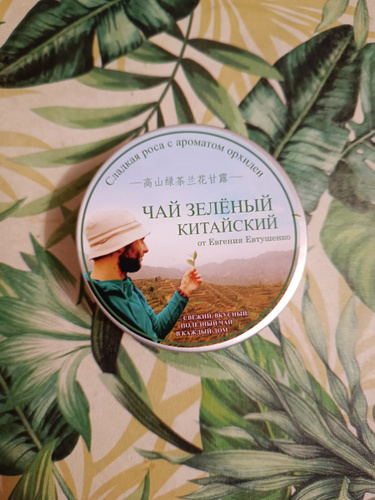 Сладкая роса с ароматом орхидеи
—高山绿茶兰花甘露—
ЧАЙ ЗЕЛЁНЫЙ
КИТАЙСКИЙ
от Евгения Евтушенко
СВЕЖИЙ, ВКУСНЫЙ
ПОЛЕЗНЫЙ ЧАЙ
В КАЖДЫЙ ДОМ